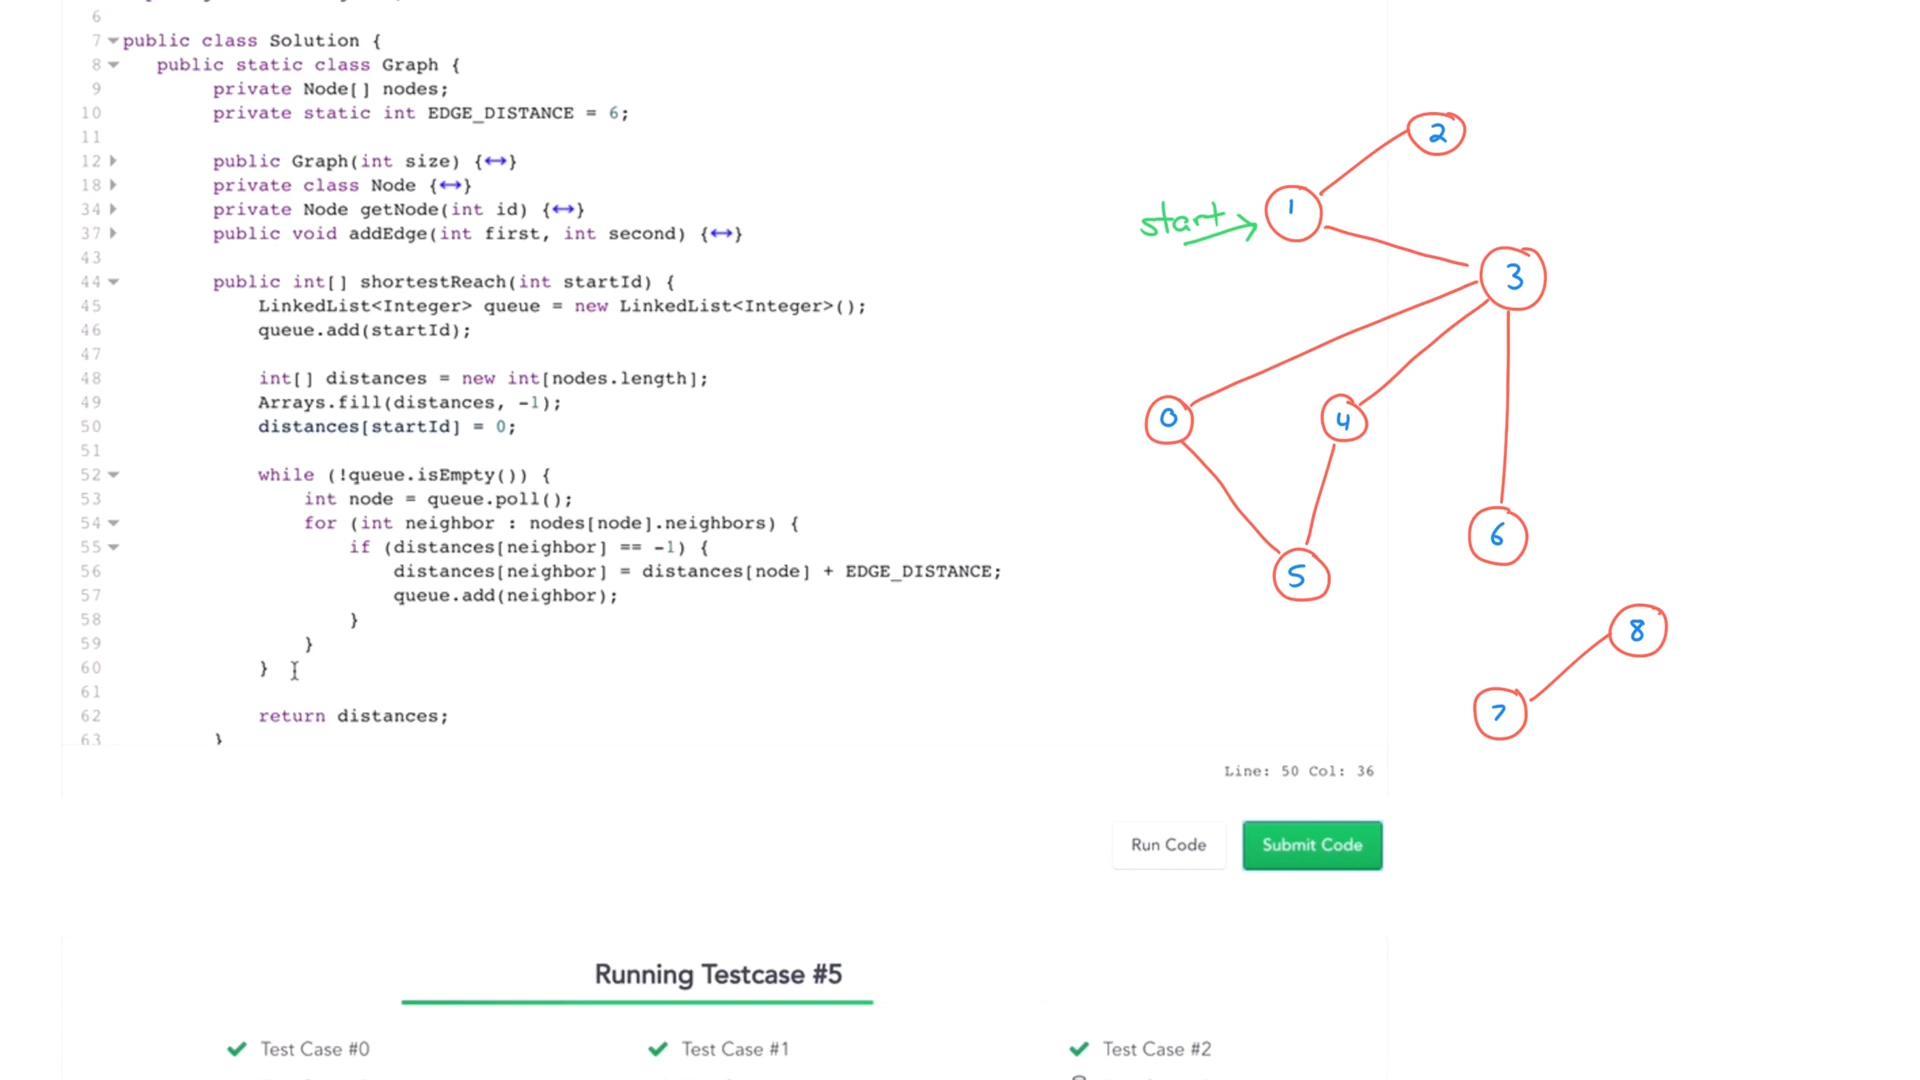 6
7 public class Solution {
8 public static class Graph {
9 private Node[] nodes;
10 private static int EDGE_DISTANCE = 6;
11
12 public Graph(int size) {↔}
18 private class Node {↔}
34 private Node getNode(int id) {↔}
37 public void addEdge(int first, int second) {↔}
43
44 public int[] shortestReach(int startId) {
45 LinkedList<Integer> queue = new LinkedList<Integer>();
46 queue.add(startId);
47
48 int[] distances = new int[nodes.length];
49 Arrays.fill(distances, -1);
50 distances[startId] = 0;
51
52 while (!queue.isEmpty()) {
53 int node = queue.poll();
54 for (int neighbor : nodes[node].neighbors) {
55 if (distances[neighbor] == -1) {
56 distances[neighbor] = distances[node] + EDGE_DISTANCE;
57 queue.add(neighbor);
58 }
59 }
60 }
61
62 return distances;
63 }
Line: 50 Col: 36
Run Code
Submit Code
Running Testcase #5
Test Case #0
Test Case #1
Test Case #2
2
start
1
3
0
4
6
5
8
7